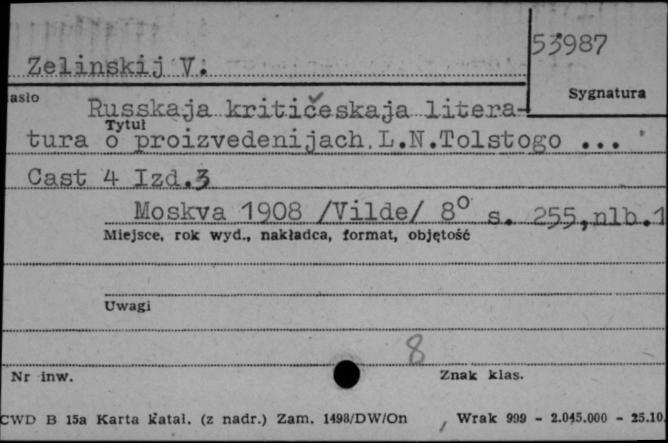 53987
Zelinskij V.
Sygnatura
asło
Russkaja kritičeskaja litera-
Tytuł
tura o proizvedenijach L.N.Tolstogo ...
Cast 4 Izd.3
Moskva 1908 /Vilde/ 8° s. 255,nlb.1
Miejsce, rok wyd., nakładca, format, objętość
Uwagi
8
Nr inw.
Znak klas.
CWD B 15a Karta katal. (z nadr.) Zam. 1498/DW/On Wrak 999 - 2.045.000 - 25.10.